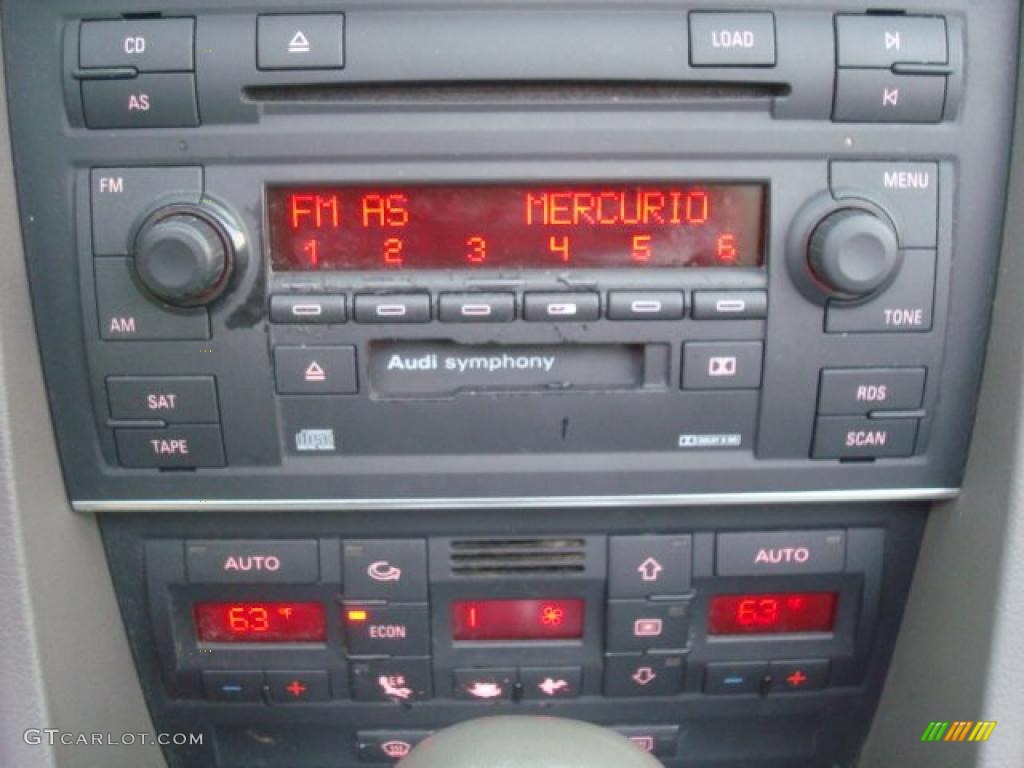 CD
LOAD
AS
FM
MENU
FM AS MERCURIO
1 2 3 4 5 6
AM
TONE
Audi symphony
SAT
RDS
TAPE
SCAN
AUTO
AUTO
63 °F
1
63 °F
ECON
GTCARLOT.COM